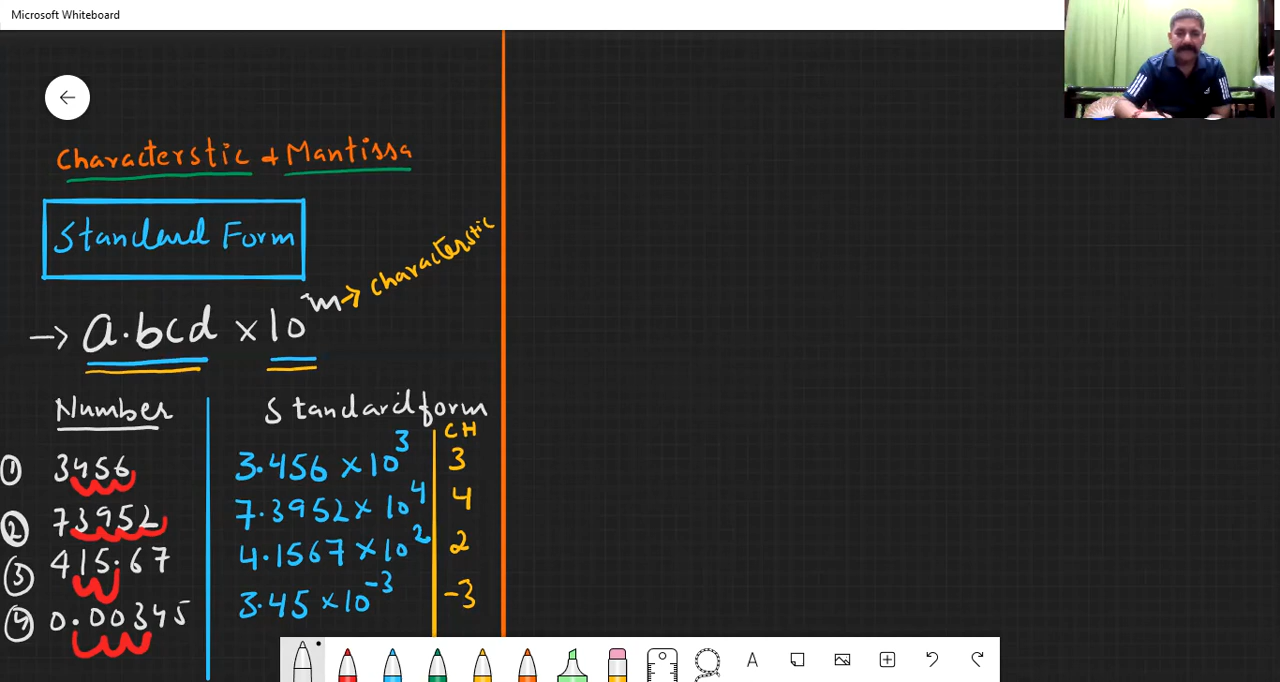 Microsoft Whiteboard
Characterstic & Mantissa
Standard Form
→ a.bcd × 10^m → characterstic
Number Standard form CH
① 3456 3.456 × 10^3 3
② 73952 7.3952 × 10^4 4
③ 415.67 4.1567 × 10^2 2
④ 0.00345 3.45 × 10^-3 -3
A